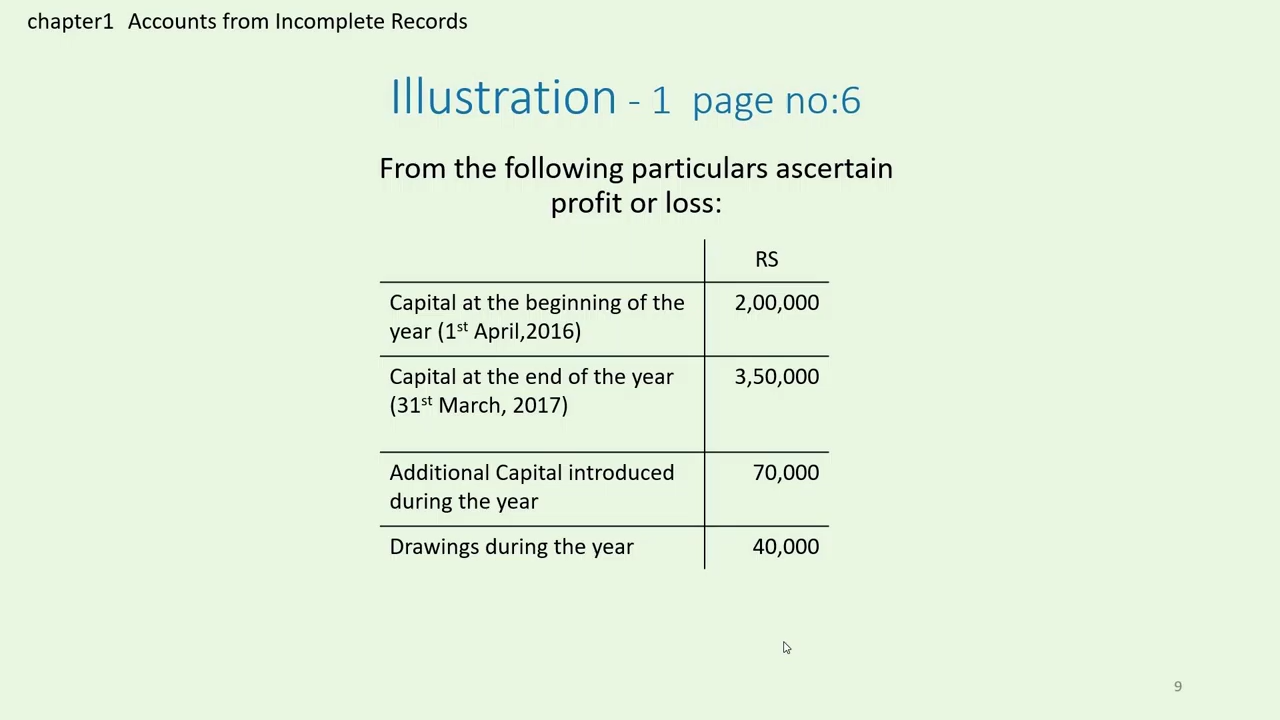 chapter1 Accounts from Incomplete Records
Illustration - 1 page no:6
From the following particulars ascertain
profit or loss:
RS
Capital at the beginning of the 2,00,000
year (1st April,2016)
Capital at the end of the year 3,50,000
(31st March, 2017)
Additional Capital introduced 70,000
during the year
Drawings during the year 40,000
9